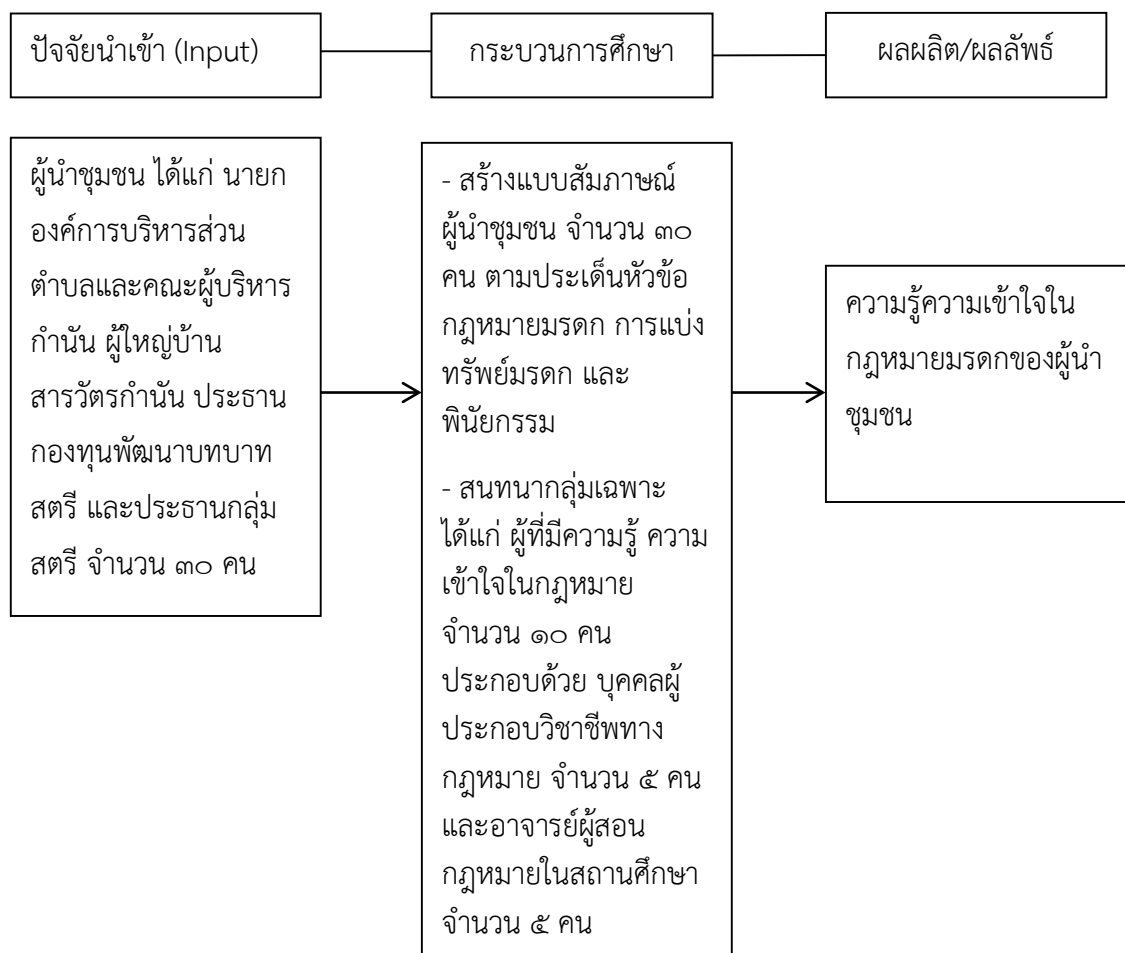 ปัจจัยนำเข้า (Input)
กระบวนการศึกษา
ผลผลิต/ผลลัพธ์
ผู้นำชุมชน ได้แก่ นายก
องค์การบริหารส่วน
ตำบลและคณะผู้บริหาร
กำนัน ผู้ใหญ่บ้าน
สารวัตรกำนัน ประธาน
กองทุนพัฒนาบทบาท
สตรี และประธานกลุ่ม
สตรี จำนวน ๓๐ คน
- สร้างแบบสัมภาษณ์
ผู้นำชุมชน จำนวน ๓๐
คน ตามประเด็นหัวข้อ
กฎหมายมรดก การแบ่ง
ทรัพย์มรดก และ
พินัยกรรม
- สนทนากลุ่มเฉพาะ
ได้แก่ ผู้ที่มีความรู้ ความ
เข้าใจในกฎหมาย
จำนวน ๑๐ คน
ประกอบด้วย บุคคลผู้
ประกอบวิชาชีพทาง
กฎหมาย จำนวน ๕ คน
และอาจารย์ผู้สอน
กฎหมายในสถานศึกษา
จำนวน ๕ คน
ความรู้ความเข้าใจใน
กฎหมายมรดกของผู้นำ
ชุมชน